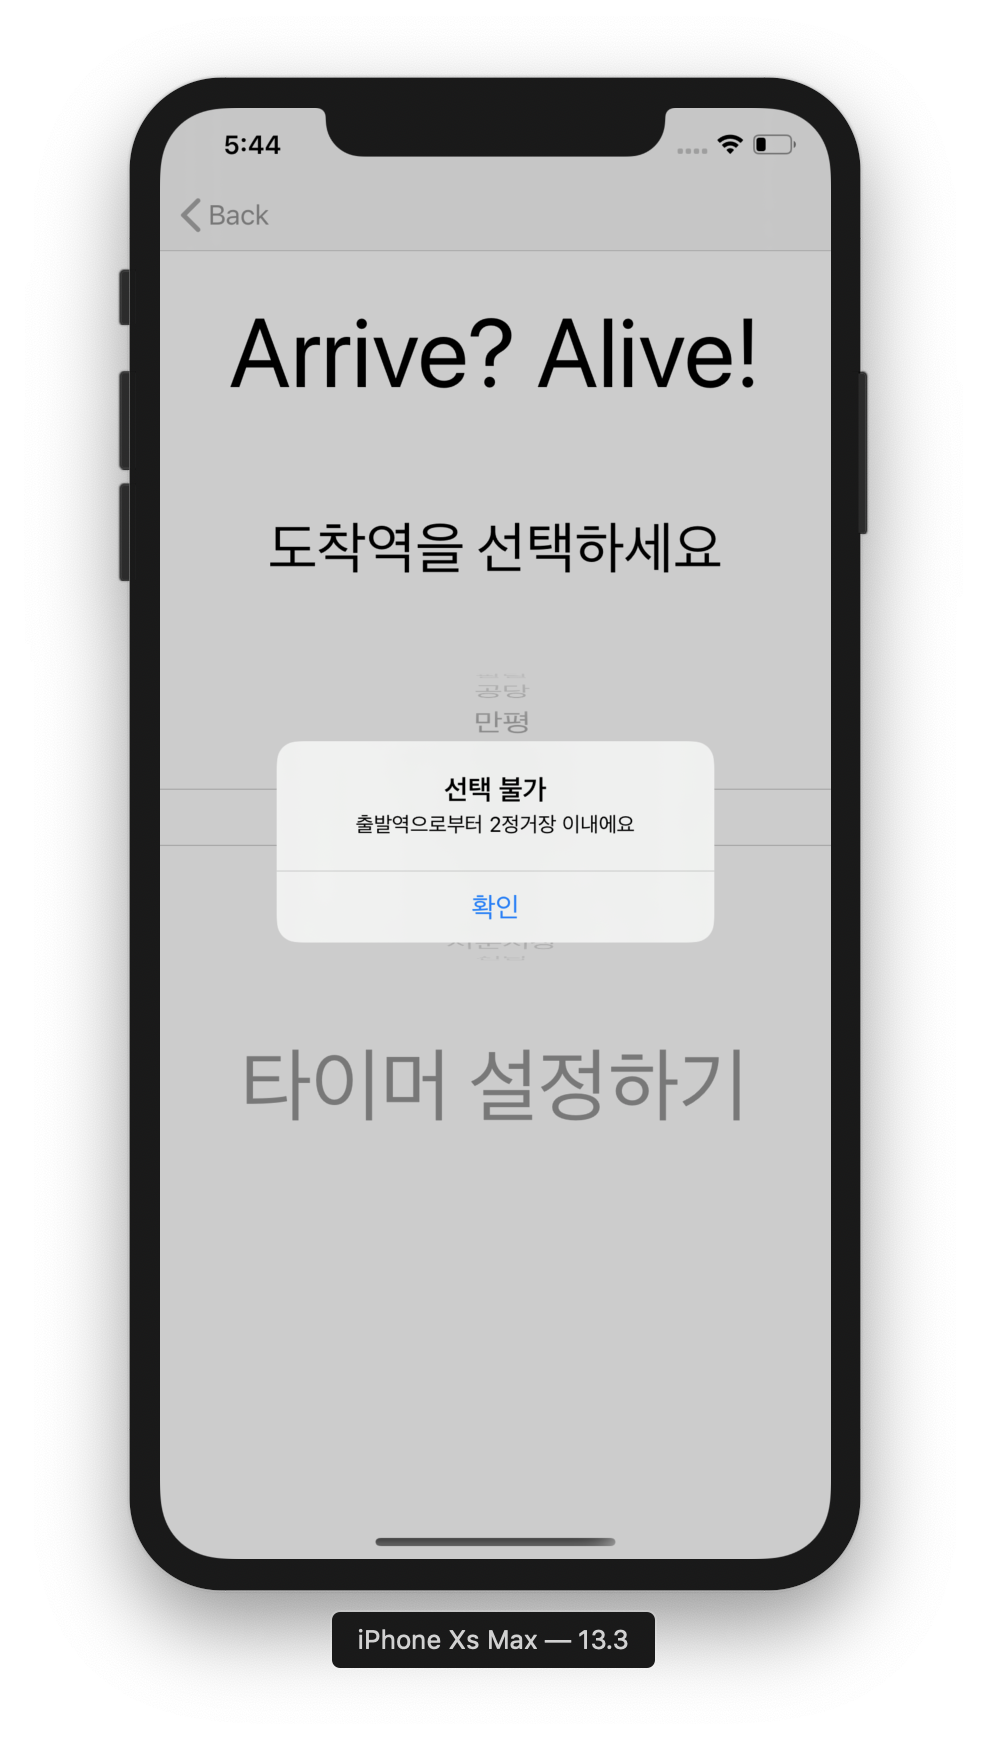 5:44
Back
Arrive? Alive!
도착역을 선택하세요
공당
만평
선택 불가
출발역으로부터 2정거장 이내에요
확인
타이머 설정하기
iPhone Xs Max — 13.3